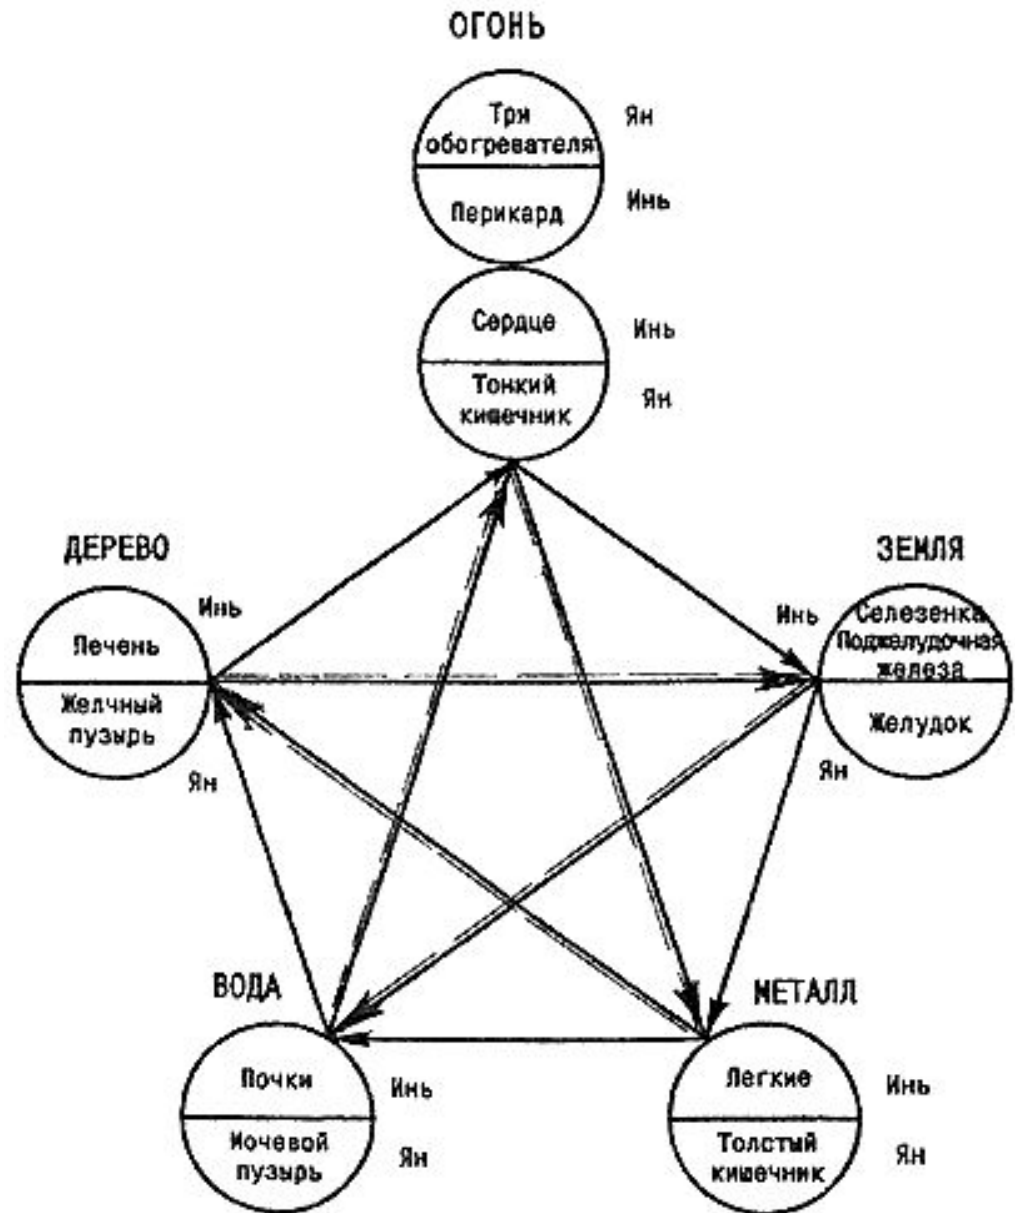 ОГОНЬ
Три
обогревателя
Ян
Перикард
Инь
Сердце
Инь
Тонкий
кишечник
Ян
ДЕРЕВО
Печень
Инь
Желчный
пузырь
Ян
ЗЕМЛЯ
Инь
Селезенка
Поджелудочная
железа
Желудок
Ян
ВОДА
Почки
Инь
Мочевой
пузырь
Ян
МЕТАЛЛ
Легкие
Инь
Толстый
кишечник
Ян